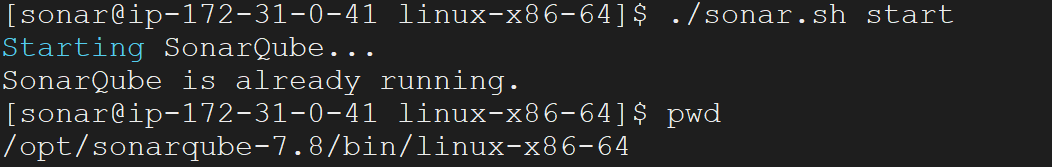 [sonar@ip-172-31-0-41 linux-x86-64]$ ./sonar.sh start
Starting SonarQube...
SonarQube is already running.
[sonar@ip-172-31-0-41 linux-x86-64]$ pwd
/opt/sonarqube-7.8/bin/linux-x86-64